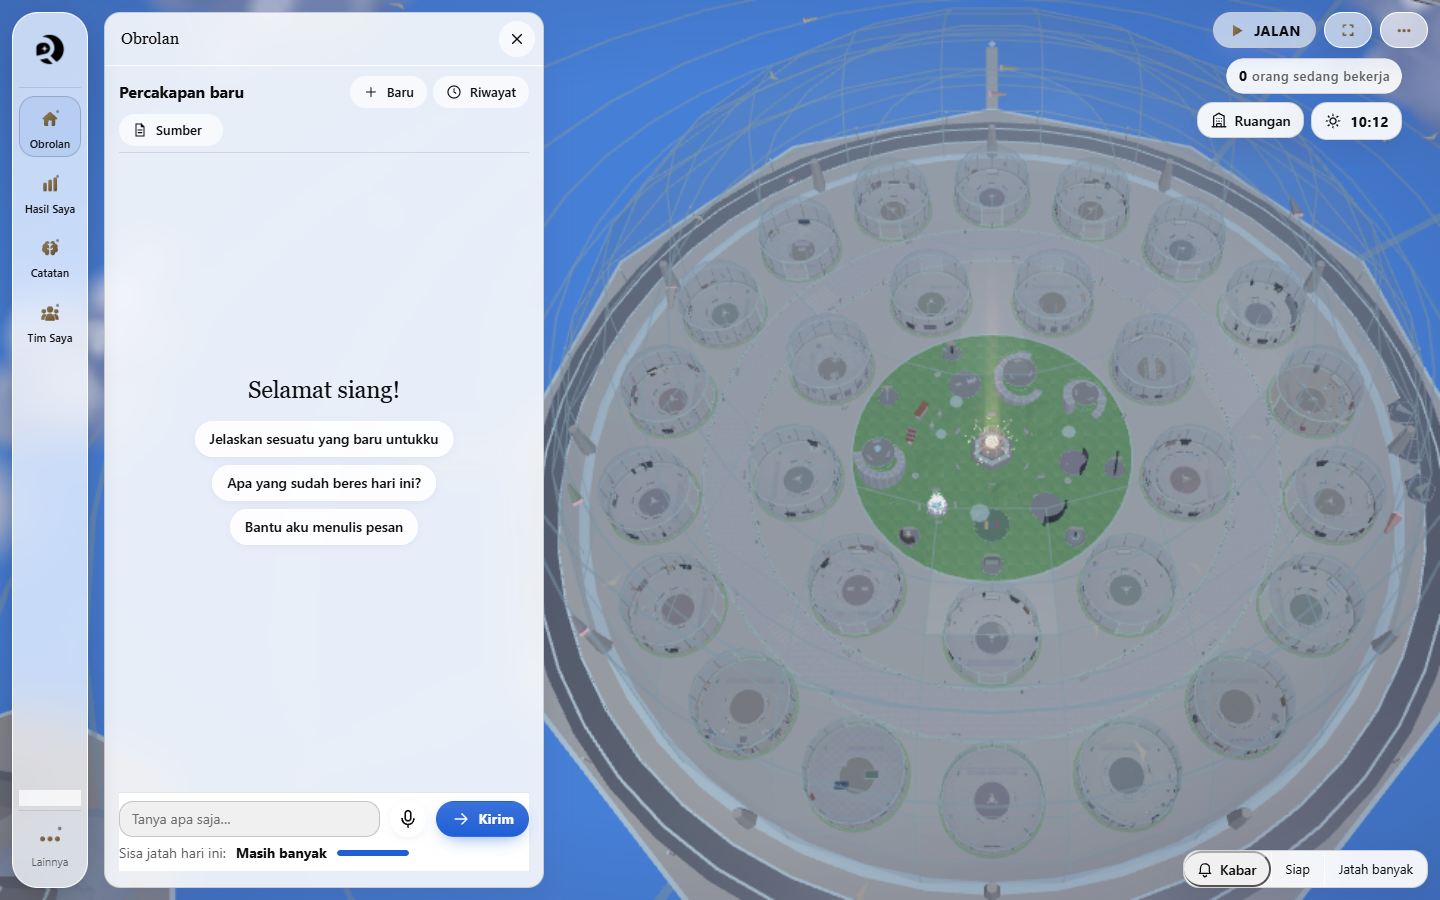 Obrolan
Percakapan baru
Baru
Riwayat
Sumber
Obrolan
Hasil Saya
Catatan
Tim Saya
Lainnya
Selamat siang!
Jelaskan sesuatu yang baru untukku
Apa yang sudah beres hari ini?
Bantu aku menulis pesan
Tanya apa saja...
Kirim
Sisa jatah hari ini: Masih banyak
JALAN
0 orang sedang bekerja
Ruangan
10:12
Kabar
Siap
Jatah banyak